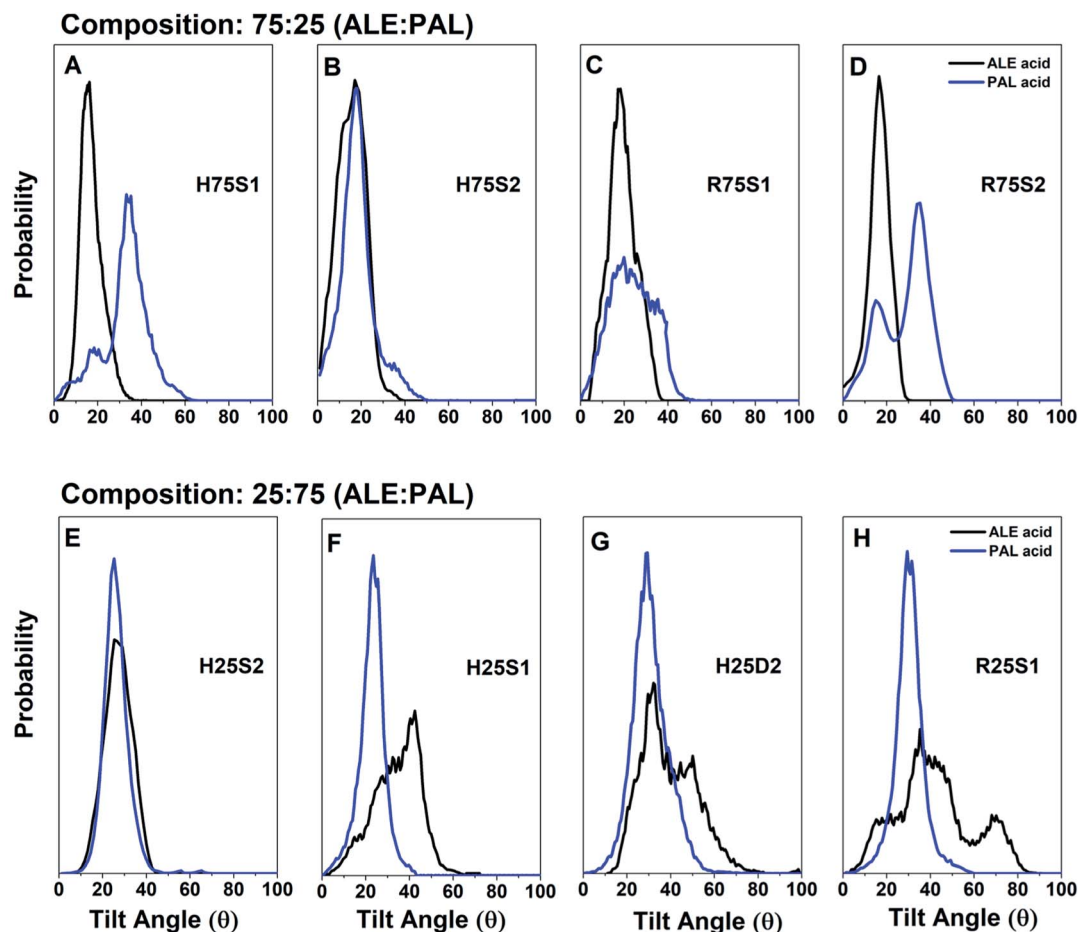 Composition: 75:25 (ALE:PAL)
A
B
C
D
ALE acid
PAL acid
H75S1
H75S2
R75S1
R75S2
Probability
0 20 40 60 80 100
0 20 40 60 80 100
0 20 40 60 80 100
0 20 40 60 80 100
Composition: 25:75 (ALE:PAL)
E
F
G
H
ALE acid
PAL acid
H25S2
H25S1
H25D2
R25S1
Probability
0 20 40 60 80 100
0 20 40 60 80 100
0 20 40 60 80 100
0 20 40 60 80 100
Tilt Angle (θ)
Tilt Angle (θ)
Tilt Angle (θ)
Tilt Angle (θ)